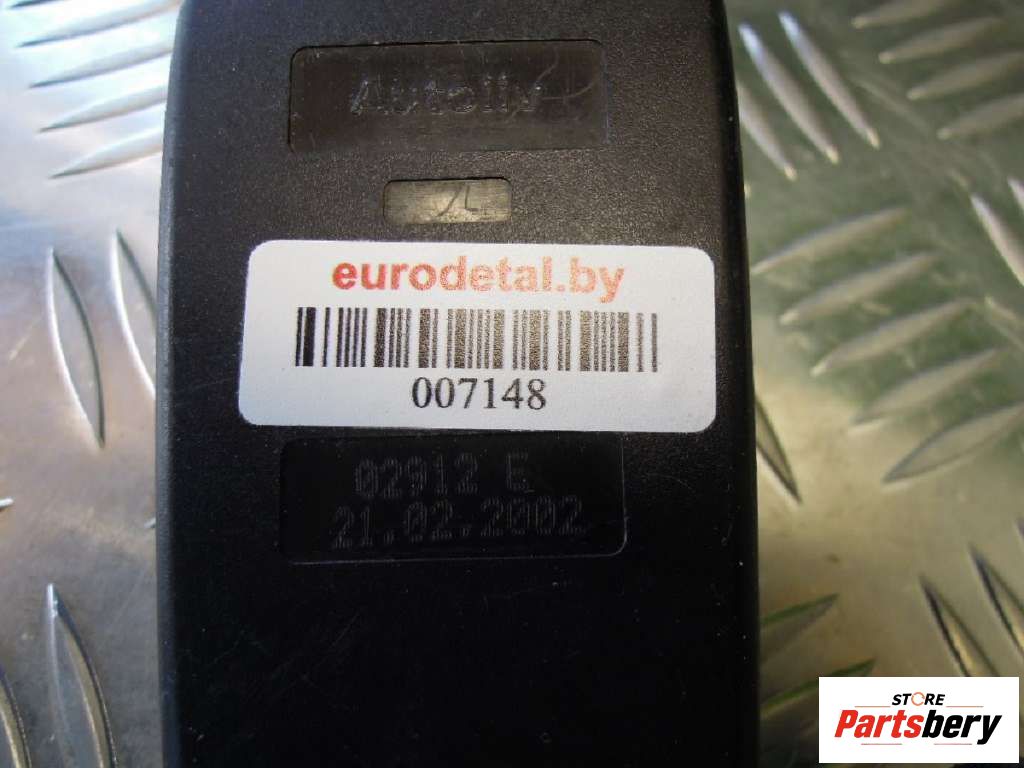 Autoliv
eurodetal.by
007148
02912 E
21.02.2002
STORE
Partsbery